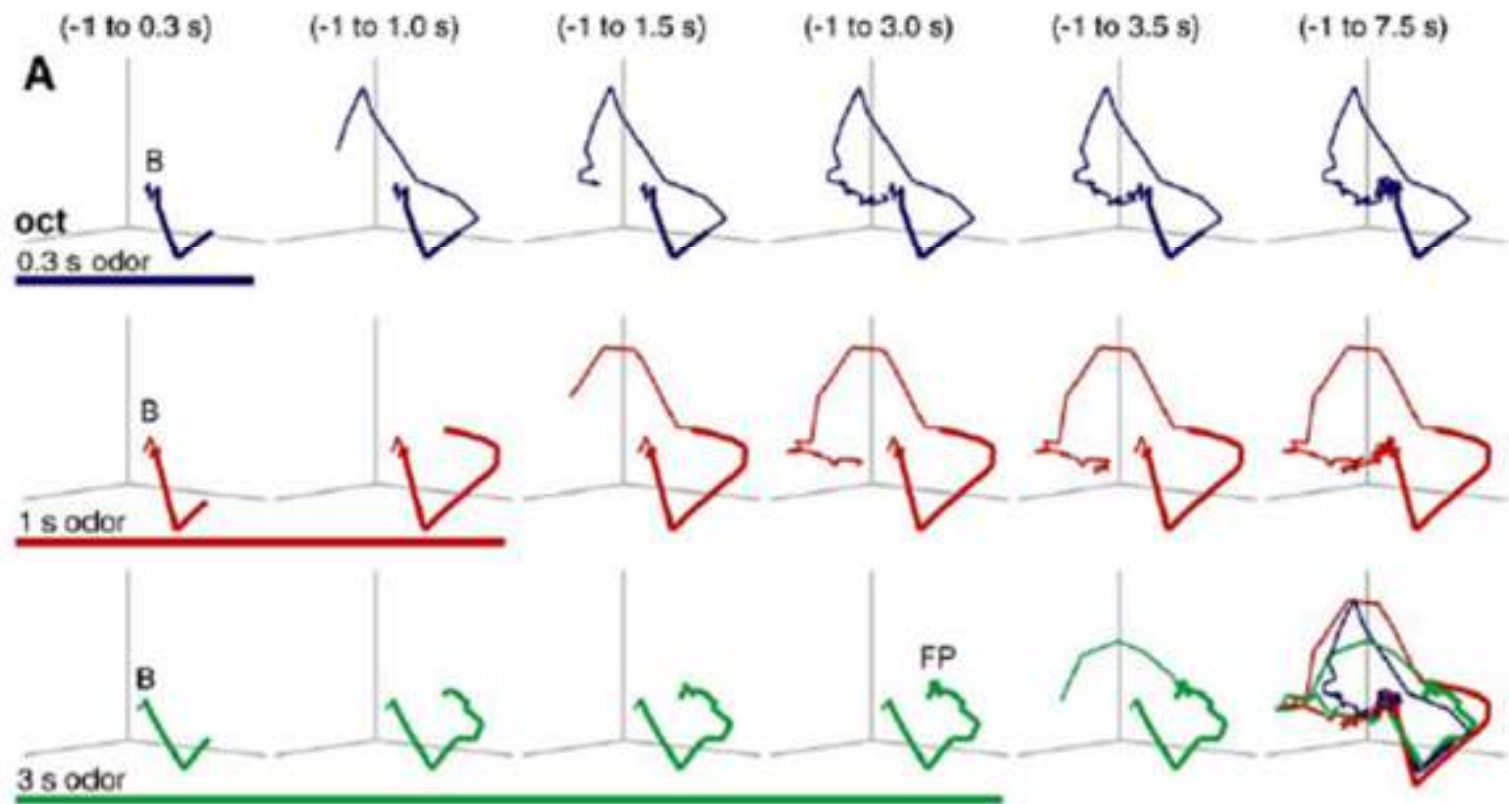 (-1 to 0.3 s) (-1 to 1.0 s) (-1 to 1.5 s) (-1 to 3.0 s) (-1 to 3.5 s) (-1 to 7.5 s)
A
B
oct
0.3 s odor
B
1 s odor
B FP
3 s odor